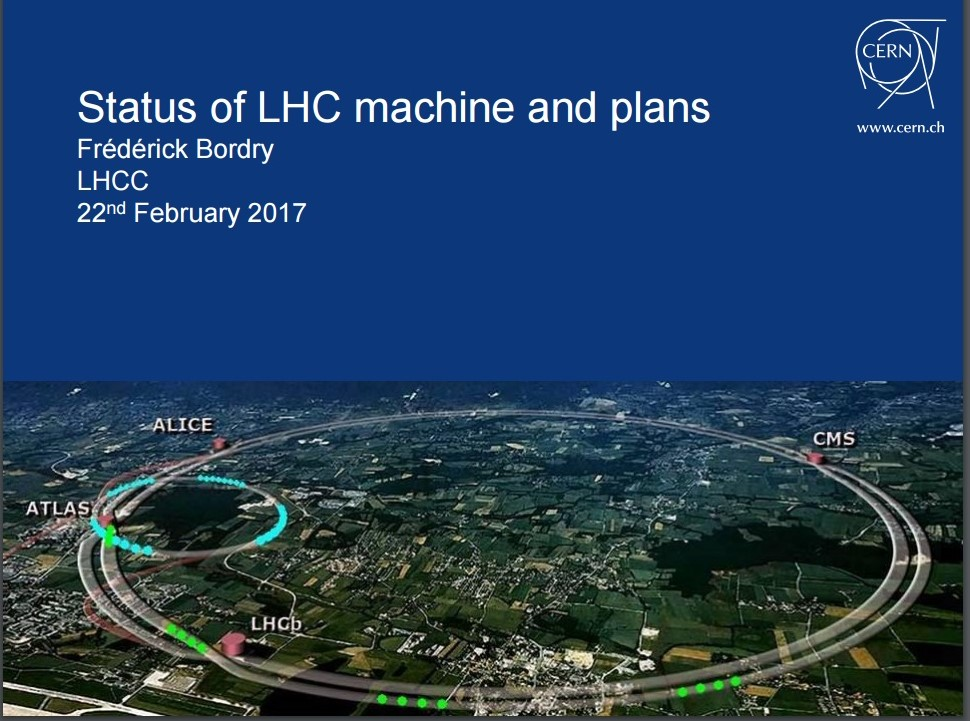 CERN
www.cern.ch
Status of LHC machine and plans
Frédérick Bordry
LHCC
22nd February 2017
ALICE
CMS
ATLAS
LHCb